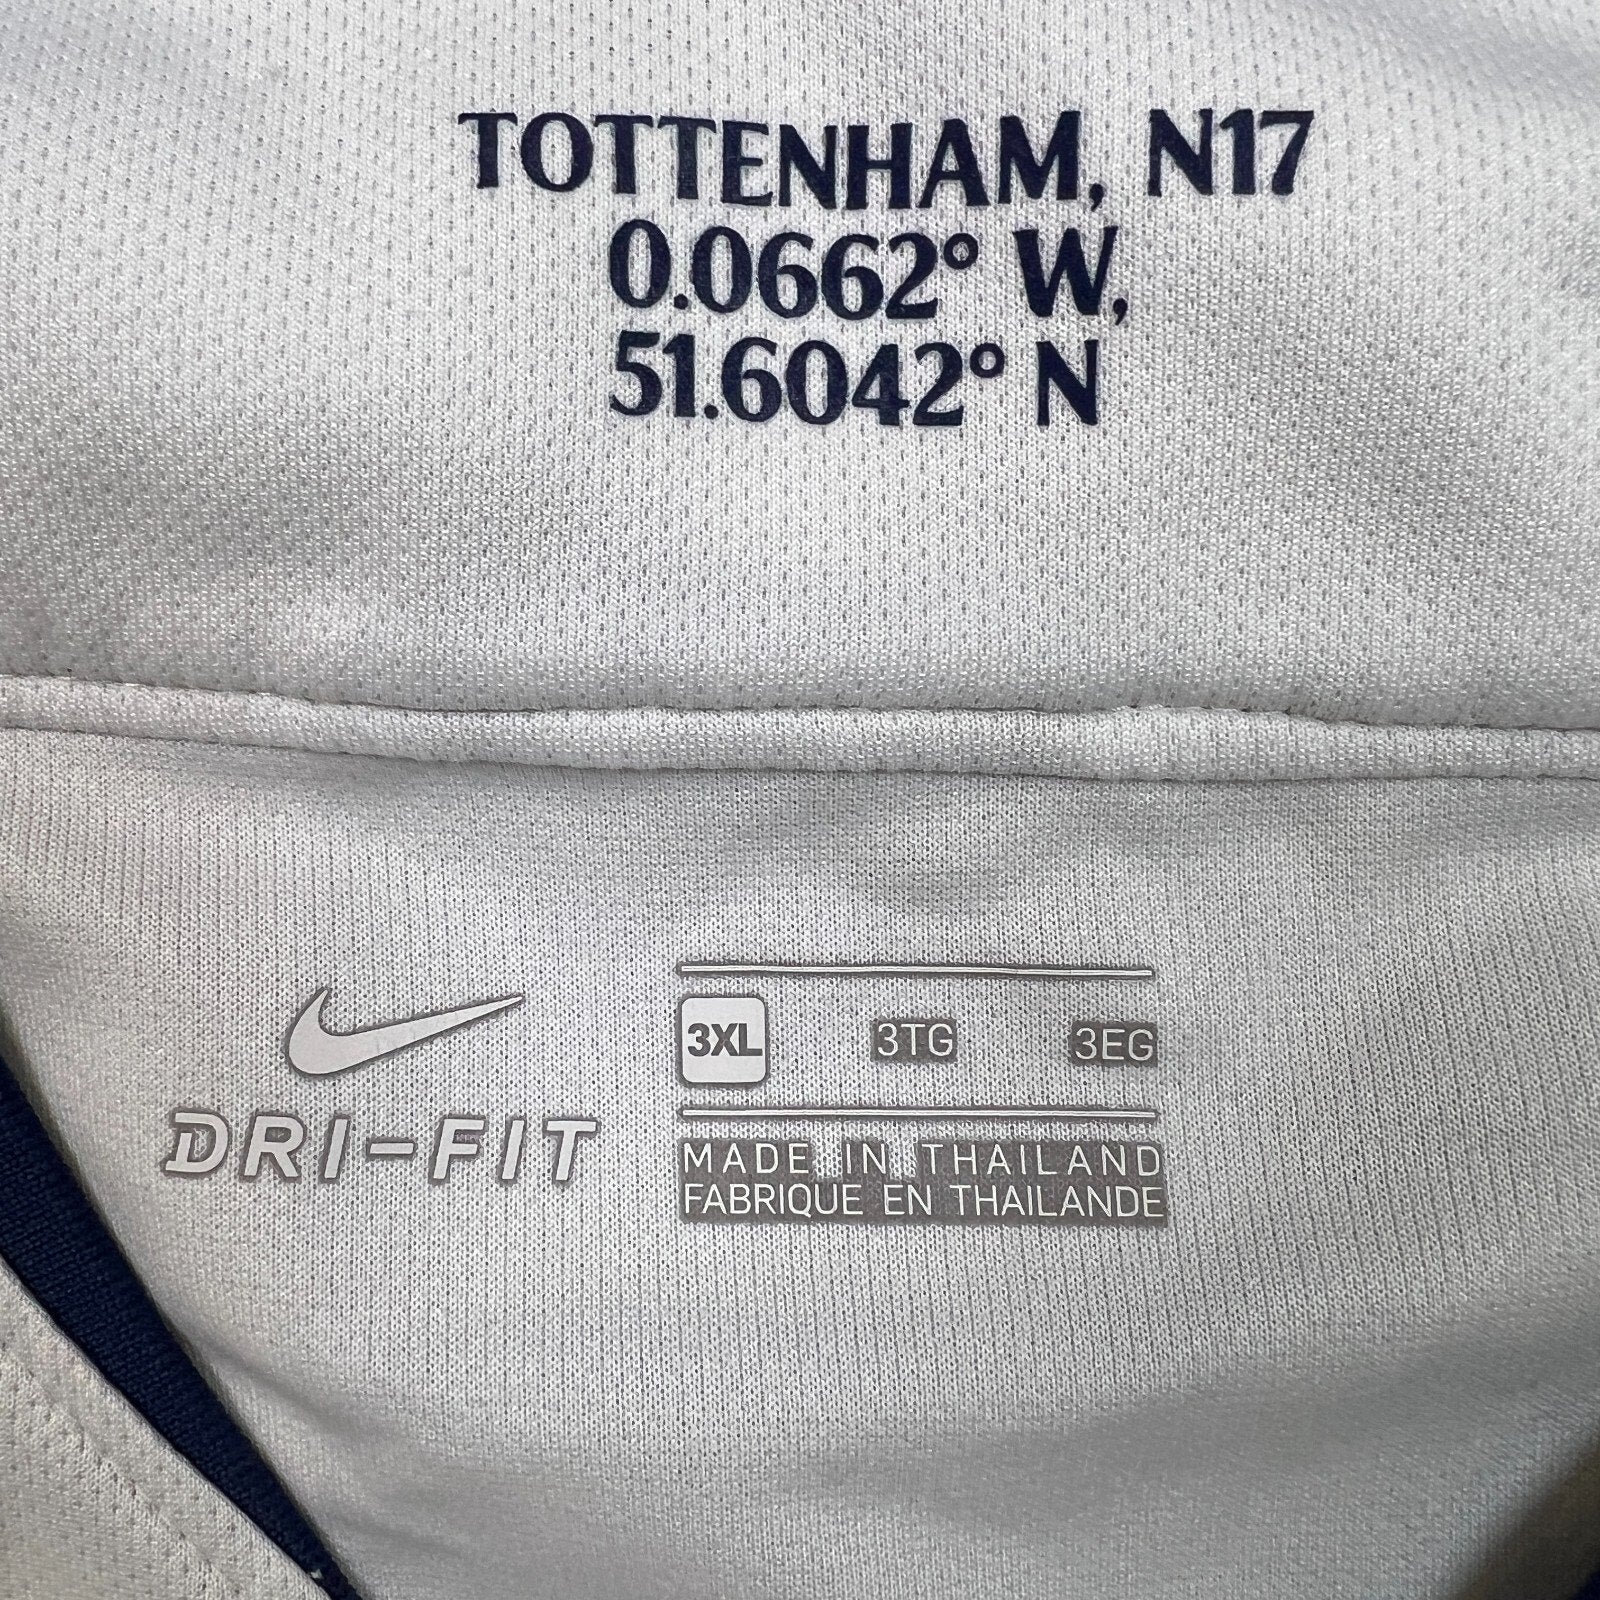 TOTTENHAM, N17
0.0662° W,
51.6042° N
DRI-FIT
3XL 3TG 3EG
MADE IN THAILAND
FABRIQUE EN THAILANDE